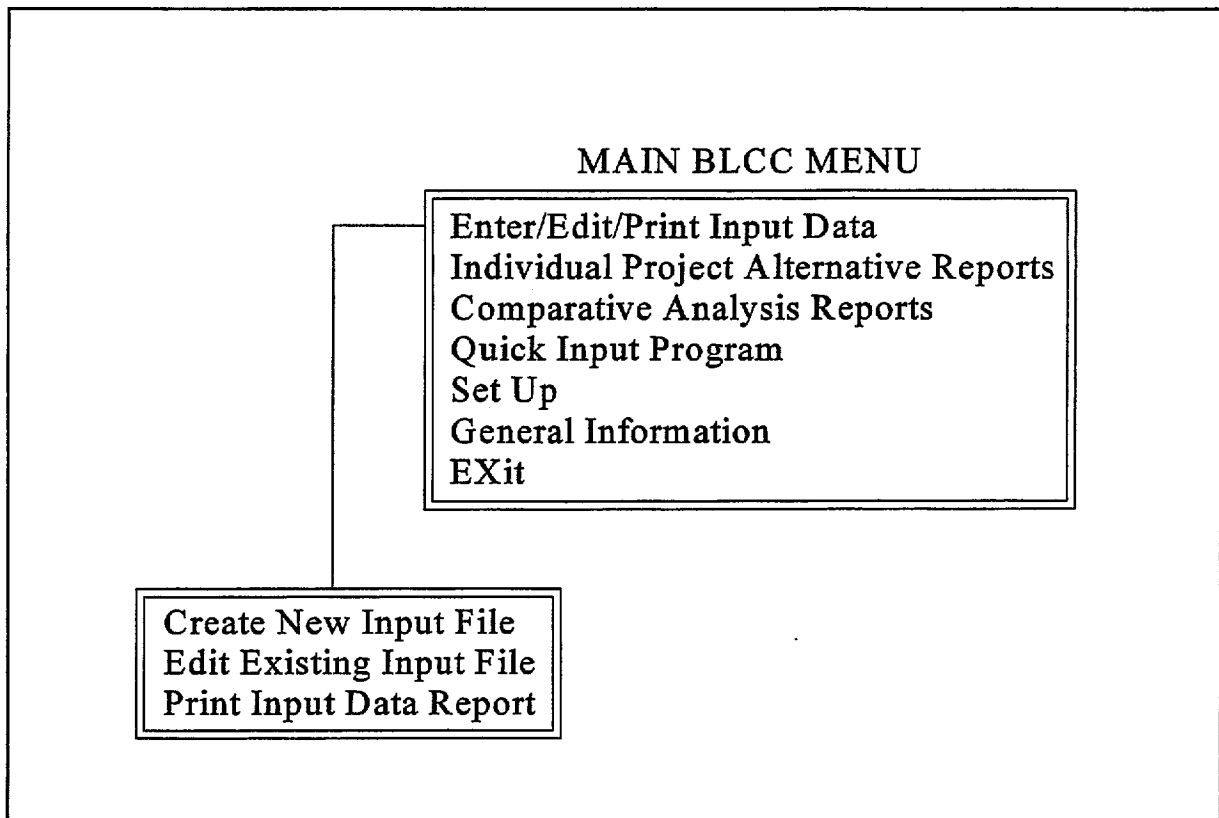 MAIN BLCC MENU
Enter/Edit/Print Input Data
Individual Project Alternative Reports
Comparative Analysis Reports
Quick Input Program
Set Up
General Information
EXit
Create New Input File
Edit Existing Input File
Print Input Data Report